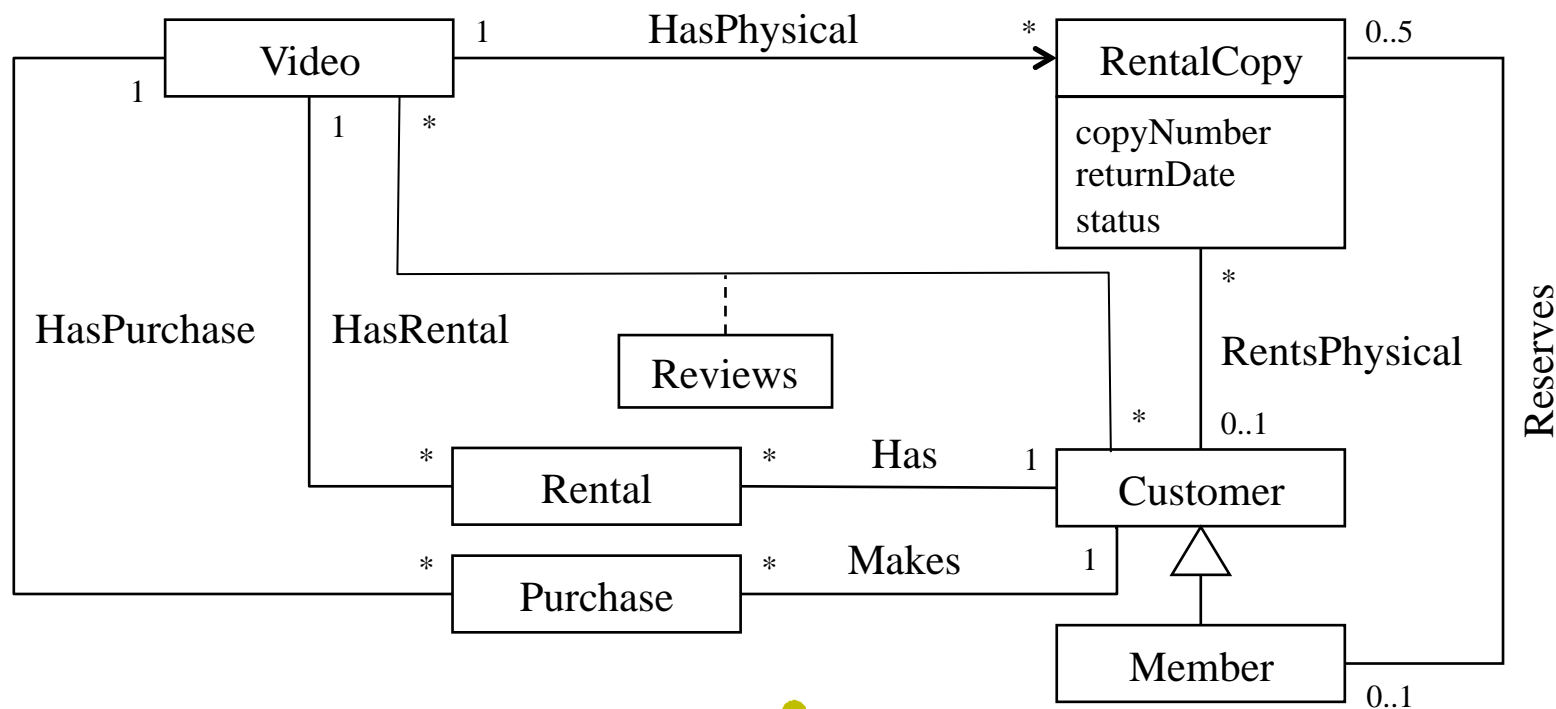 1 HasPhysical * 0..5
Video
RentalCopy
1
1 *
copyNumber
returnDate
status
*
HasPurchase
HasRental
Reviews
RentsPhysical
Reserves
* 0..1
* Rental * Has 1
Customer
* Purchase * Makes 1
Member
0..1